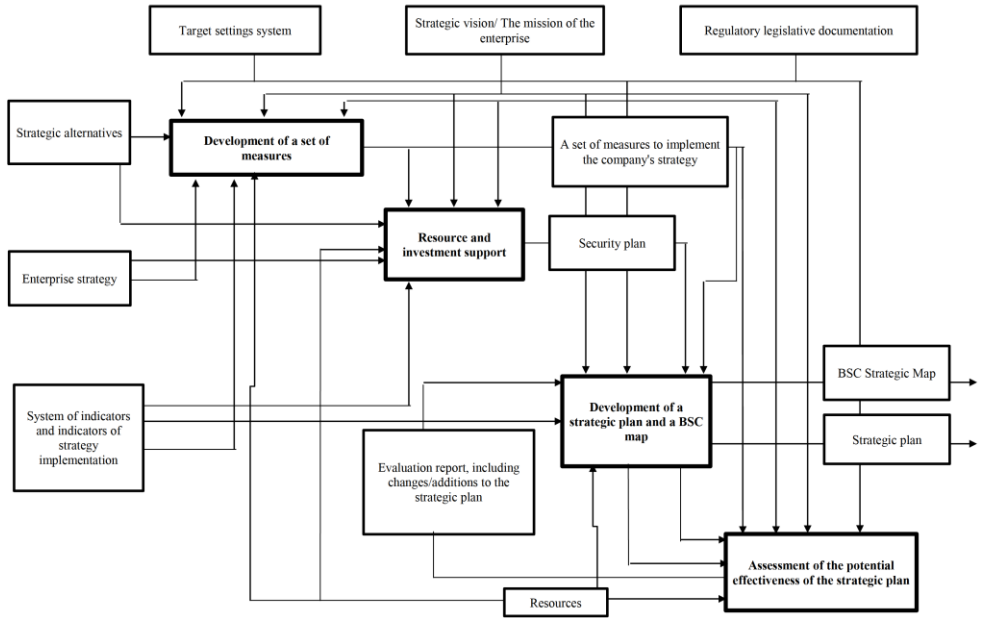 Target settings system
Strategic vision/ The mission of the
enterprise
Regulatory legislative documentation
Strategic alternatives
Development of a set of
measures
A set of measures to implement
the company's strategy
Resource and
investment support
Security plan
Enterprise strategy
BSC Strategic Map
Development of a
strategic plan and a BSC
map
System of indicators
and indicators of
strategy
implementation
Strategic plan
Evaluation report, including
changes/additions to the
strategic plan
Assessment of the potential
effectiveness of the strategic plan
Resources